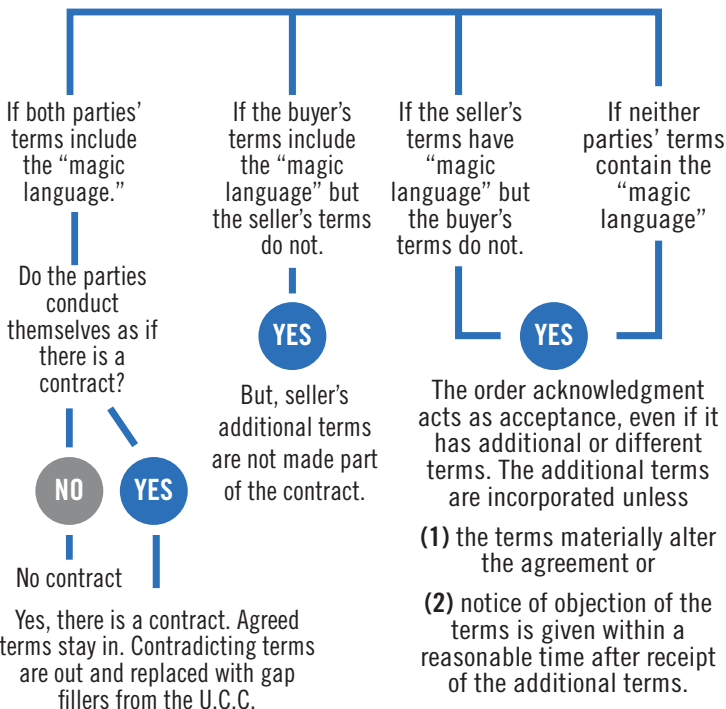 If both parties’
terms include
the “magic
language.”
Do the parties
conduct
themselves as if
there is a
contract?
NO
YES
No contract
Yes, there is a contract. Agreed
terms stay in. Contradicting terms
are out and replaced with gap
fillers from the U.C.C.
If the buyer’s
terms include
the “magic
language” but
the seller’s terms
do not.
YES
But, seller’s
additional terms
are not made part
of the contract.
If the seller’s
terms have
“magic
language” but
the buyer’s
terms do not.
If neither
parties’ terms
contain the
“magic
language”
YES
The order acknowledgment
acts as acceptance, even if it
has additional or different
terms. The additional terms
are incorporated unless
(1) the terms materially alter
the agreement or
(2) notice of objection of the
terms is given within a
reasonable time after receipt
of the additional terms.